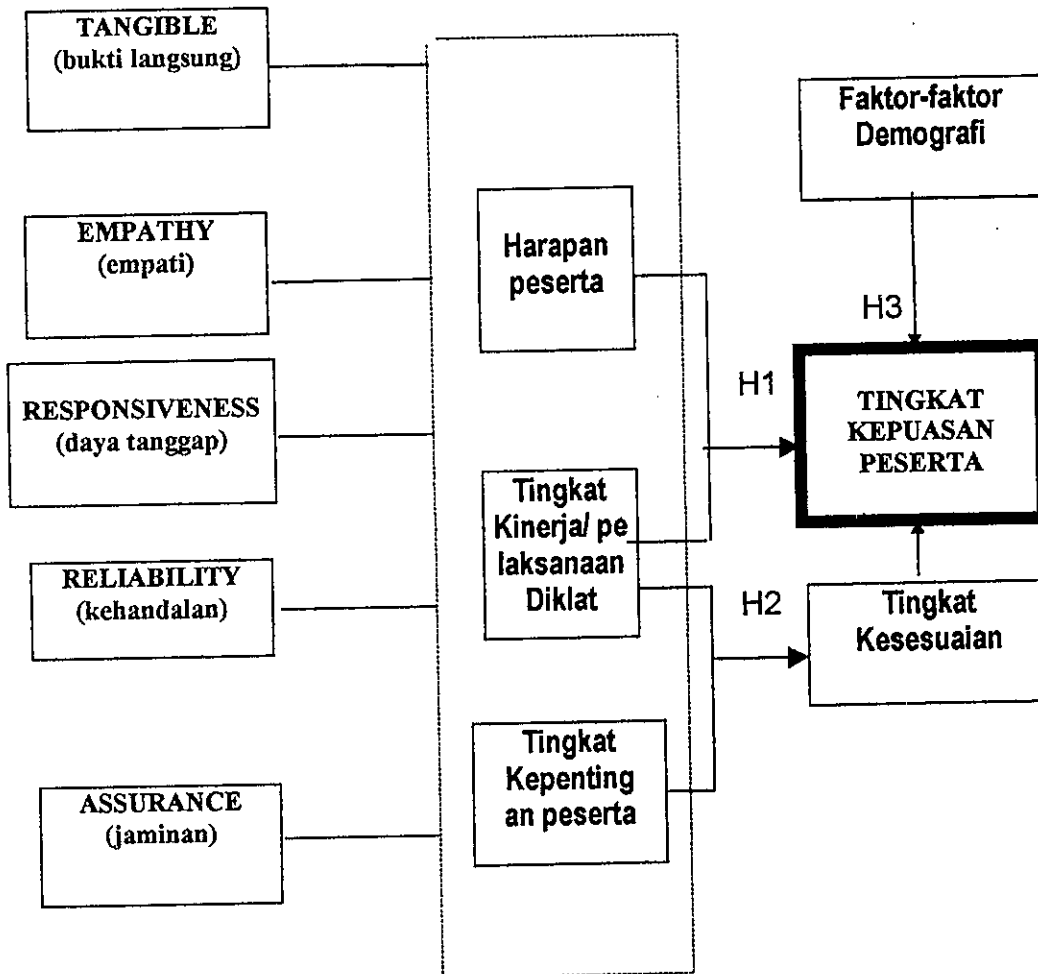 TANGIBLE
(bukti langsung)
EMPATHY
(empati)
RESPONSIVENESS
(daya tanggap)
RELIABILITY
(kehandalan)
ASSURANCE
(jaminan)
Harapan
peserta
Tingkat
Kinerja/ pe
laksanaan
Diklat
Tingkat
Kepenting
an peserta
H1
H2
Faktor-faktor
Demografi
H3
TINGKAT
KEPUASAN
PESERTA
Tingkat
Kesesuaian